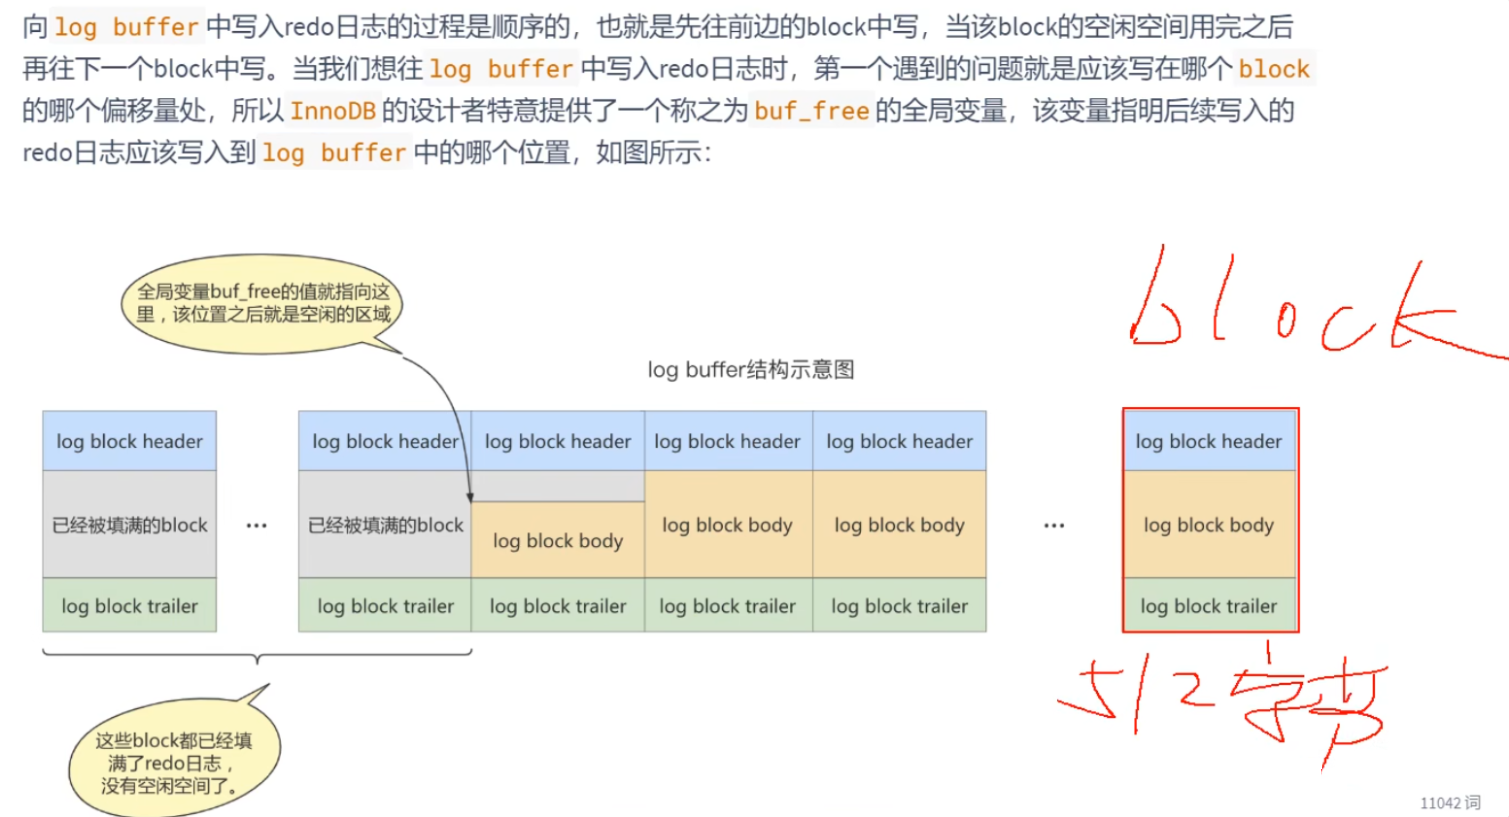 向 log buffer 中写入redo日志的过程是顺序的，也就是先往前边的block中写，当该block的空闲空间用完之后
再往下一个block中写。当我们想往 log buffer 中写入redo日志时，第一个遇到的问题就是应该写在哪个 block
的哪个偏移量处，所以 InnoDB 的设计者特意提供了一个称之为 buf_free 的全局变量，该变量指明后续写入的
redo日志应该写入到 log buffer 中的哪个位置，如图所示：
全局变量buf_free的值就指向这
里，该位置之后就是空闲的区域
block
log buffer结构示意图
log block header log block header log block header log block header log block header log block header
已经被填满的block ... 已经被填满的block log block body log block body log block body ... log block body
log block trailer log block trailer log block trailer log block trailer log block trailer log block trailer
512字节
这些block都已经填
满了redo日志，
没有空闲空间了。
11042 词